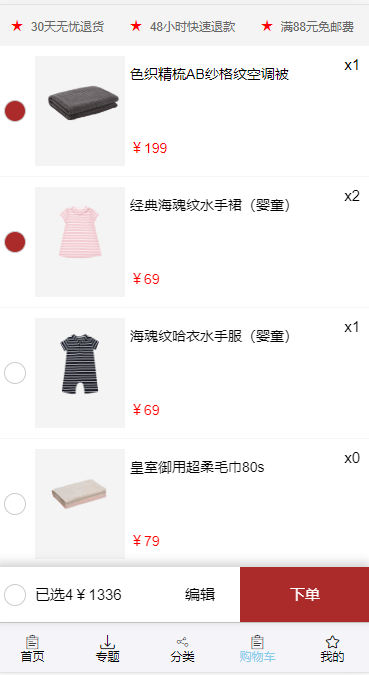 ★ 30天无忧退货 ★ 48小时快速退款 ★ 满88元免邮费
色织精梳AB纱格纹空调被 x1
￥199
经典海魂纹水手裙（婴童） x2
￥69
海魂纹哈衣水手服（婴童） x1
￥69
皇室御用超柔毛巾80s x0
￥79
已选4￥1336 编辑 下单
首页 专题 分类 购物车 我的